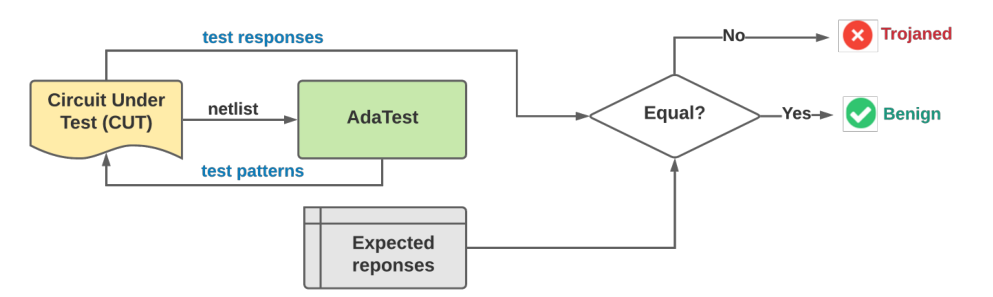 test responses
No
Trojaned
Circuit Under
Test (CUT)
netlist
AdaTest
Equal?
Yes
Benign
test patterns
Expected
reponses